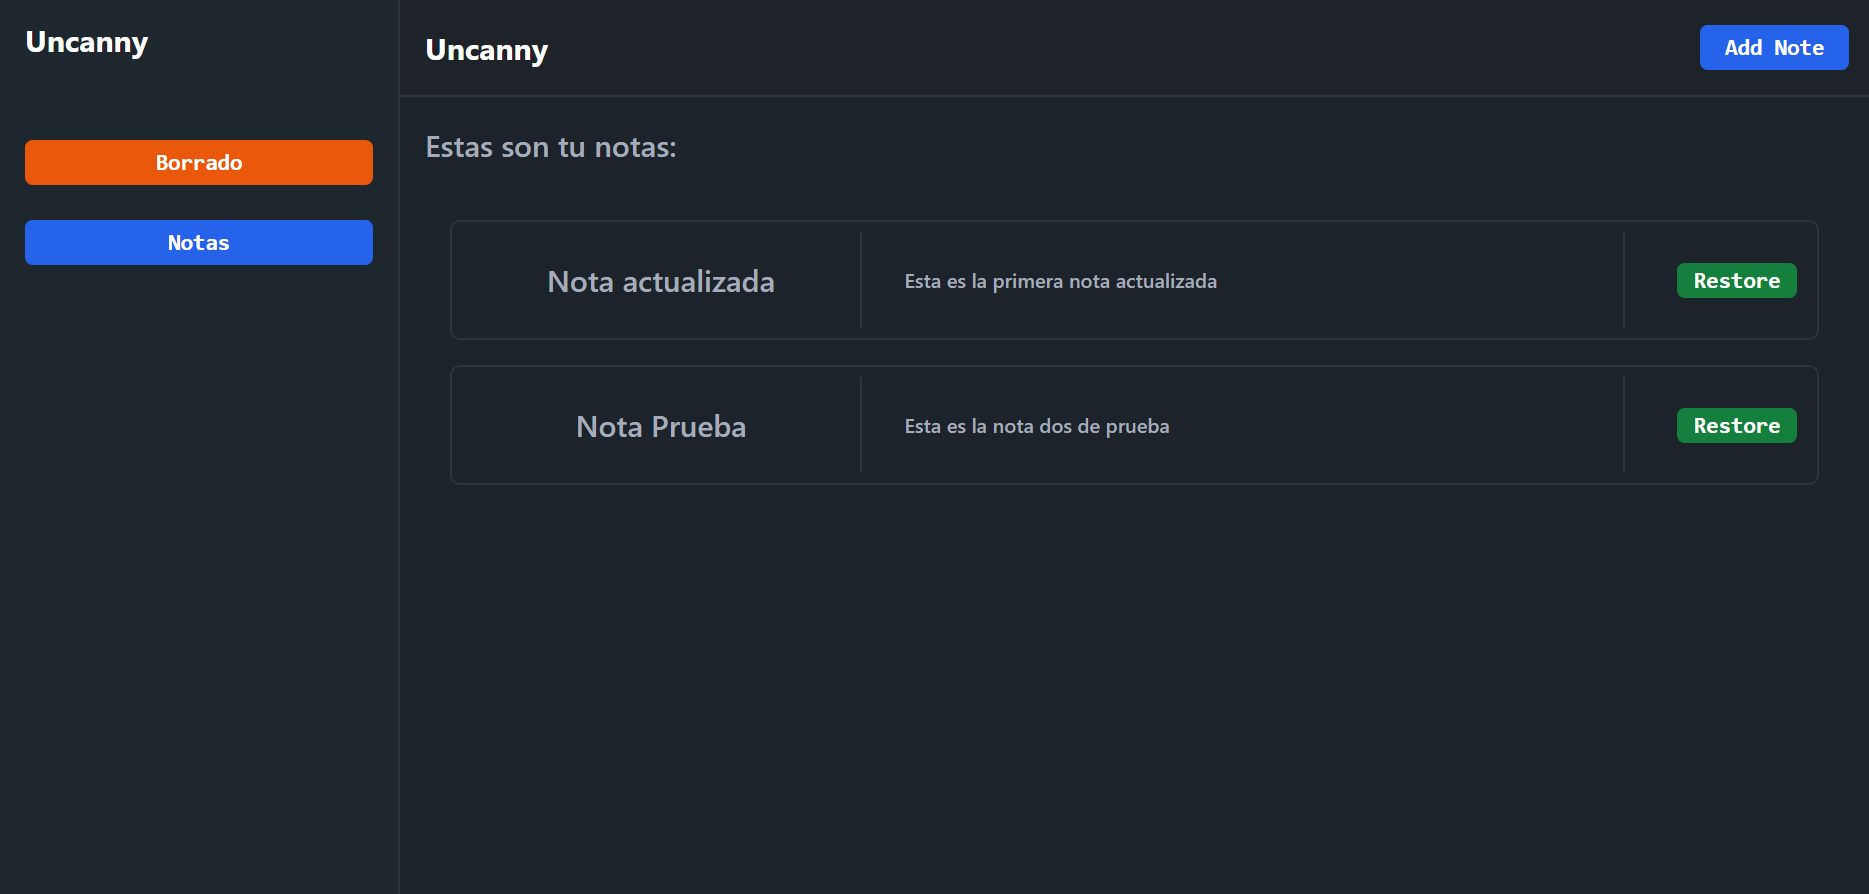 Uncanny
Borrado
Notas
Uncanny
Add Note
Estas son tu notas:
Nota actualizada
Esta es la primera nota actualizada
Restore
Nota Prueba
Esta es la nota dos de prueba
Restore